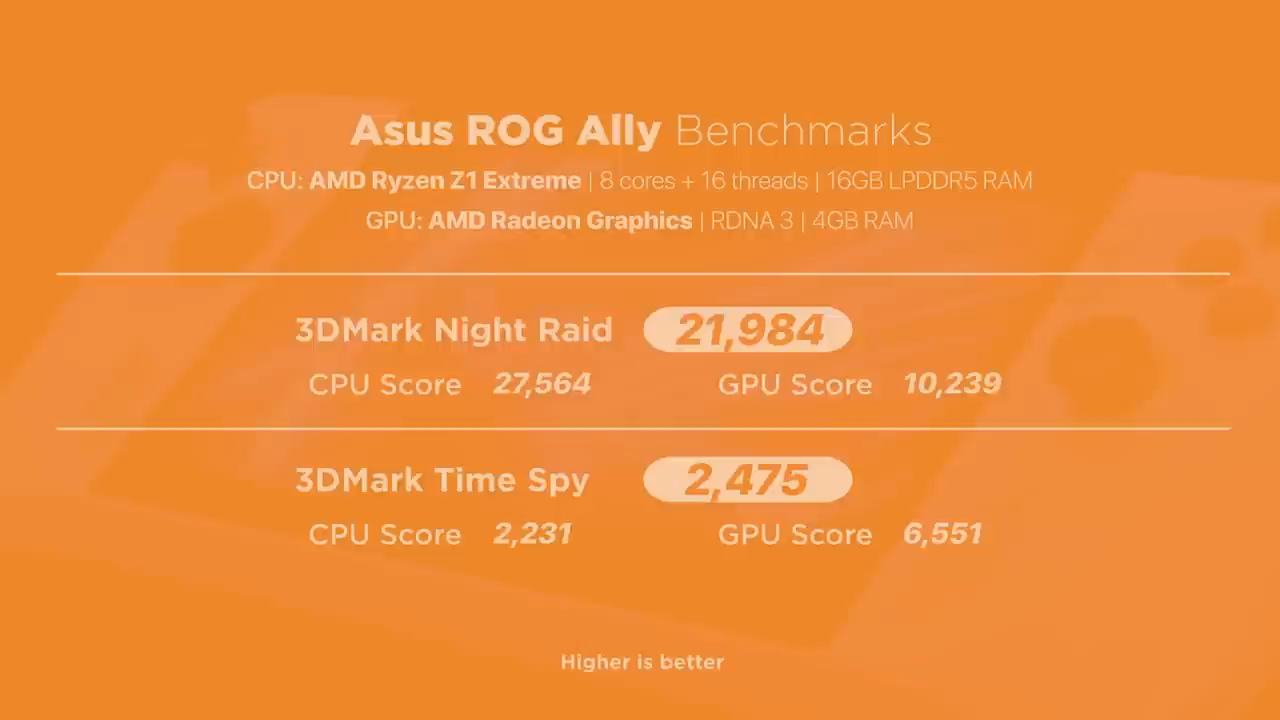 Asus ROG Ally Benchmarks
CPU: AMD Ryzen Z1 Extreme | 8 cores + 16 threads | 16GB LPDDR5 RAM
GPU: AMD Radeon Graphics | RDNA 3 | 4GB RAM
3DMark Night Raid 21,984
CPU Score 27,564 GPU Score 10,239
3DMark Time Spy 2,475
CPU Score 2,231 GPU Score 6,551
Higher is better